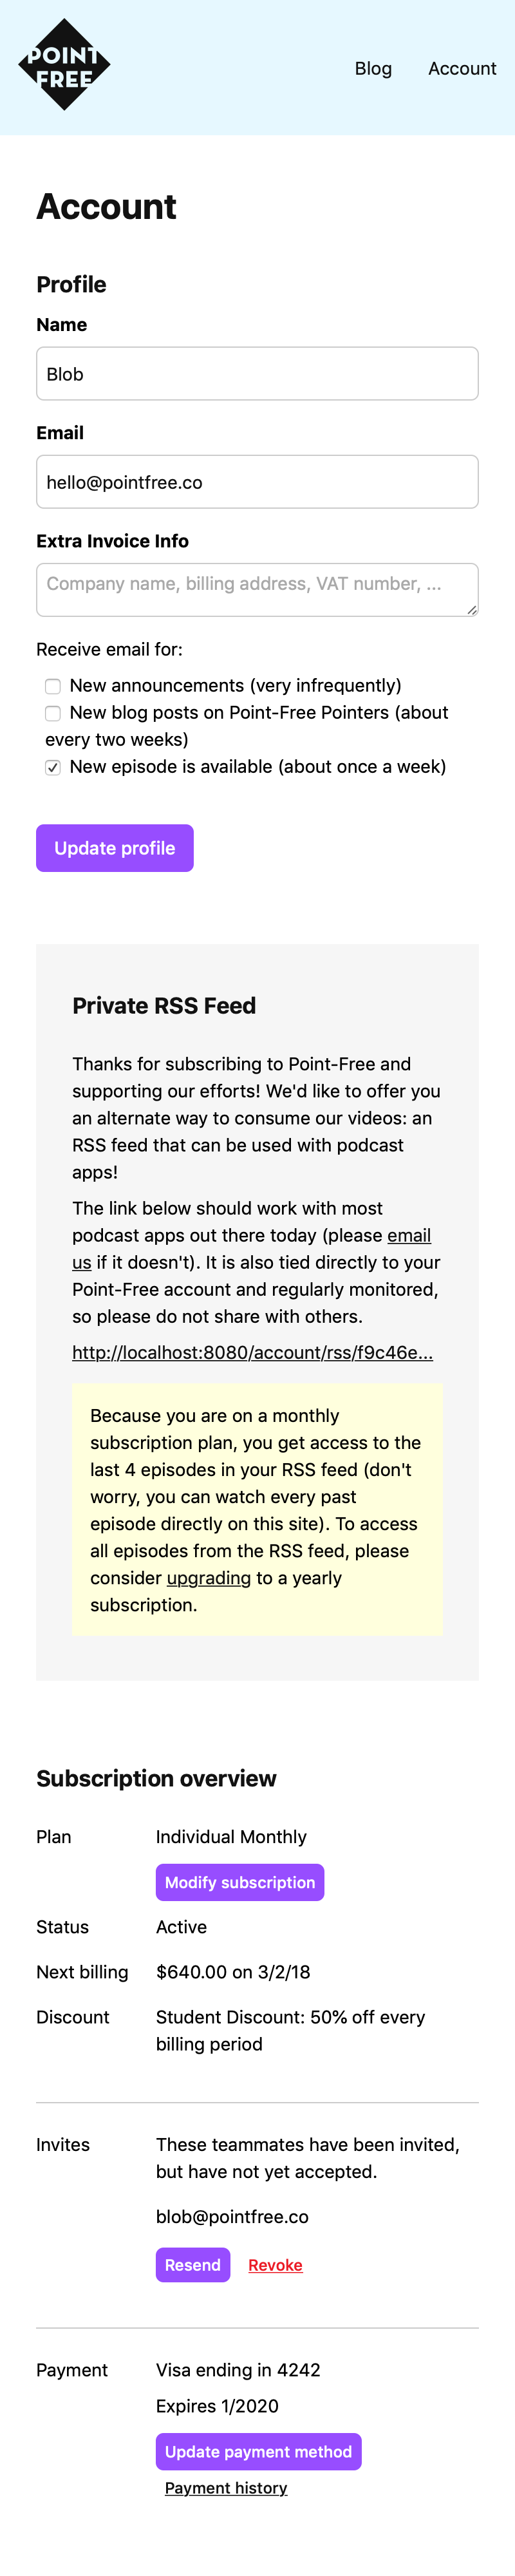 POINT
FREE
Blog
Account
Account
Profile
Name
Blob
Email
hello@pointfree.co
Extra Invoice Info
Company name, billing address, VAT number, ...
Receive email for:
New announcements (very infrequently)
New blog posts on Point-Free Pointers (about
every two weeks)
New episode is available (about once a week)
Update profile
Private RSS Feed
Thanks for subscribing to Point-Free and
supporting our efforts! We'd like to offer you
an alternate way to consume our videos: an
RSS feed that can be used with podcast
apps!
The link below should work with most
podcast apps out there today (please email
us if it doesn't). It is also tied directly to your
Point-Free account and regularly monitored,
so please do not share with others.
http://localhost:8080/account/rss/f9c46e...
Because you are on a monthly
subscription plan, you get access to the
last 4 episodes in your RSS feed (don't
worry, you can watch every past
episode directly on this site). To access
all episodes from the RSS feed, please
consider upgrading to a yearly
subscription.
Subscription overview
Plan
Individual Monthly
Modify subscription
Status
Active
Next billing
$640.00 on 3/2/18
Discount
Student Discount: 50% off every
billing period
Invites
These teammates have been invited,
but have not yet accepted.
blob@pointfree.co
Resend
Revoke
Payment
Visa ending in 4242
Expires 1/2020
Update payment method
Payment history